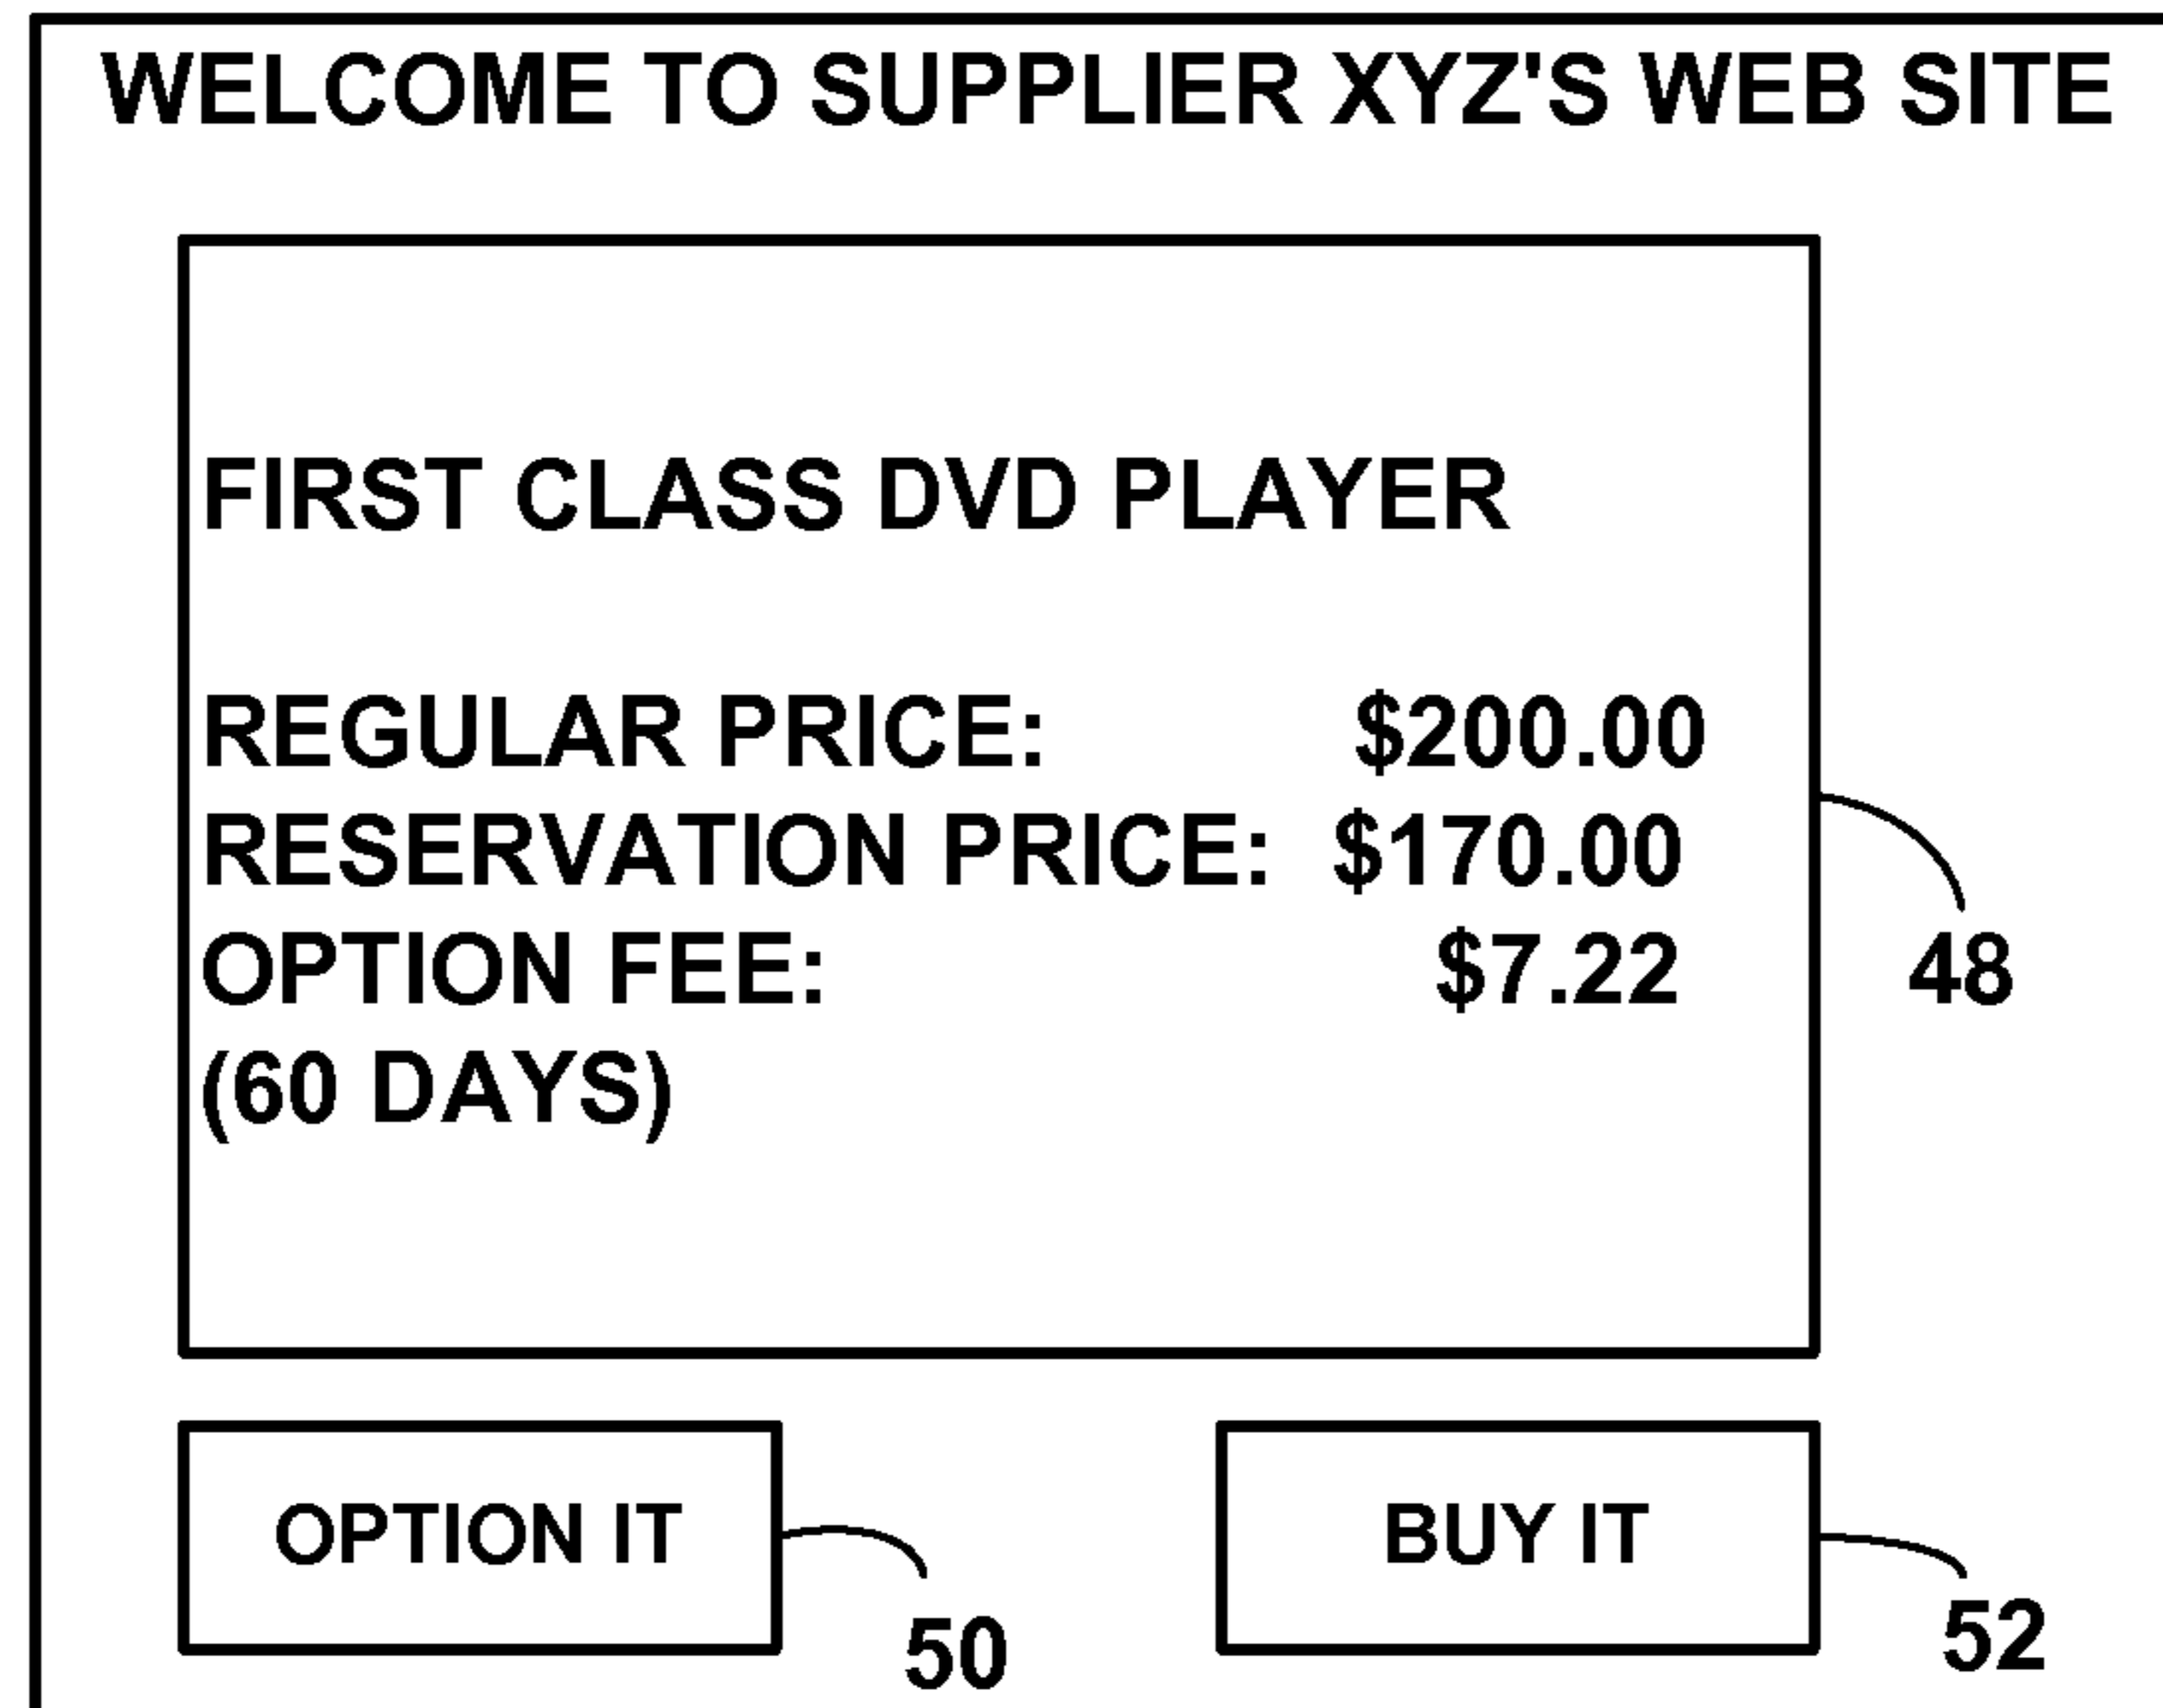 WELCOME TO SUPPLIER XYZ'S WEB SITE
FIRST CLASS DVD PLAYER
REGULAR PRICE: $200.00
RESERVATION PRICE: $170.00
OPTION FEE: $7.22
(60 DAYS)
48
OPTION IT
BUY IT
50
52